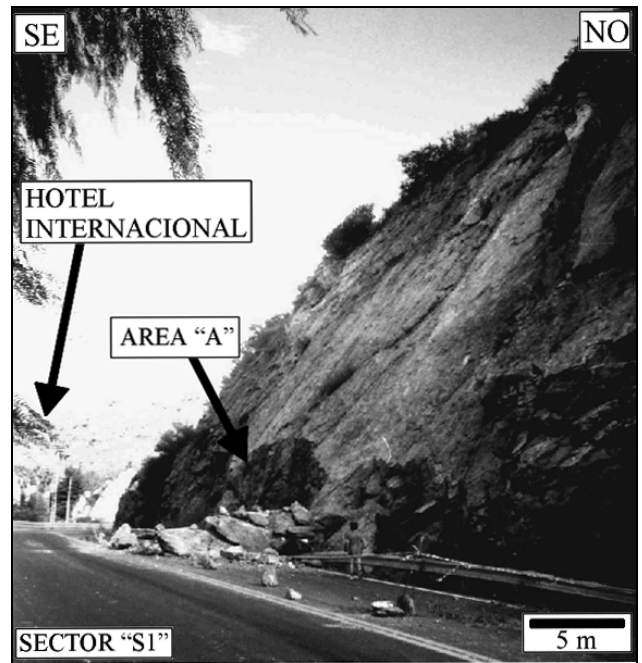 SE
NO
HOTEL
INTERNACIONAL
AREA “A”
SECTOR “S1”
5 m